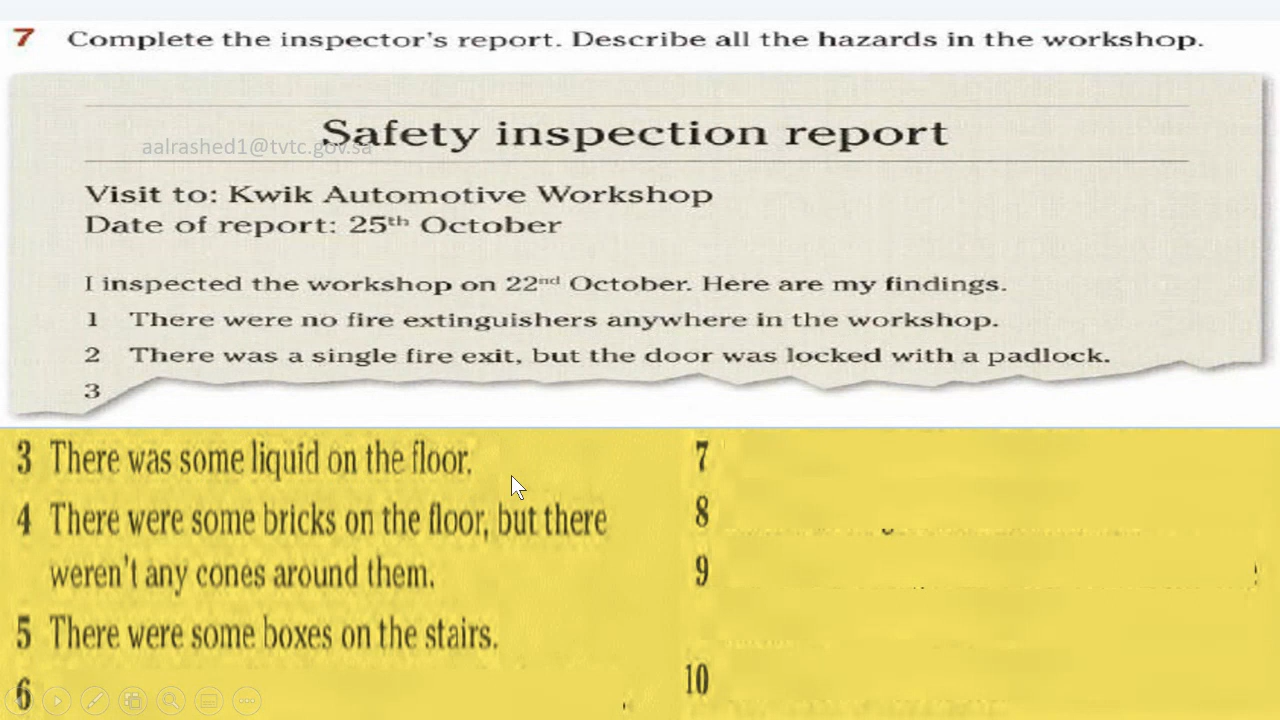 7 Complete the inspector's report. Describe all the hazards in the workshop.
Safety inspection report
aalrashed1@tvtc.gov.sa
Visit to: Kwik Automotive Workshop
Date of report: 25th October
I inspected the workshop on 22nd October. Here are my findings.
1 There were no fire extinguishers anywhere in the workshop.
2 There was a single fire exit, but the door was locked with a padlock.
3
3 There was some liquid on the floor.
4 There were some bricks on the floor, but there
weren't any cones around them.
5 There were some boxes on the stairs.
6
7
8
9
10